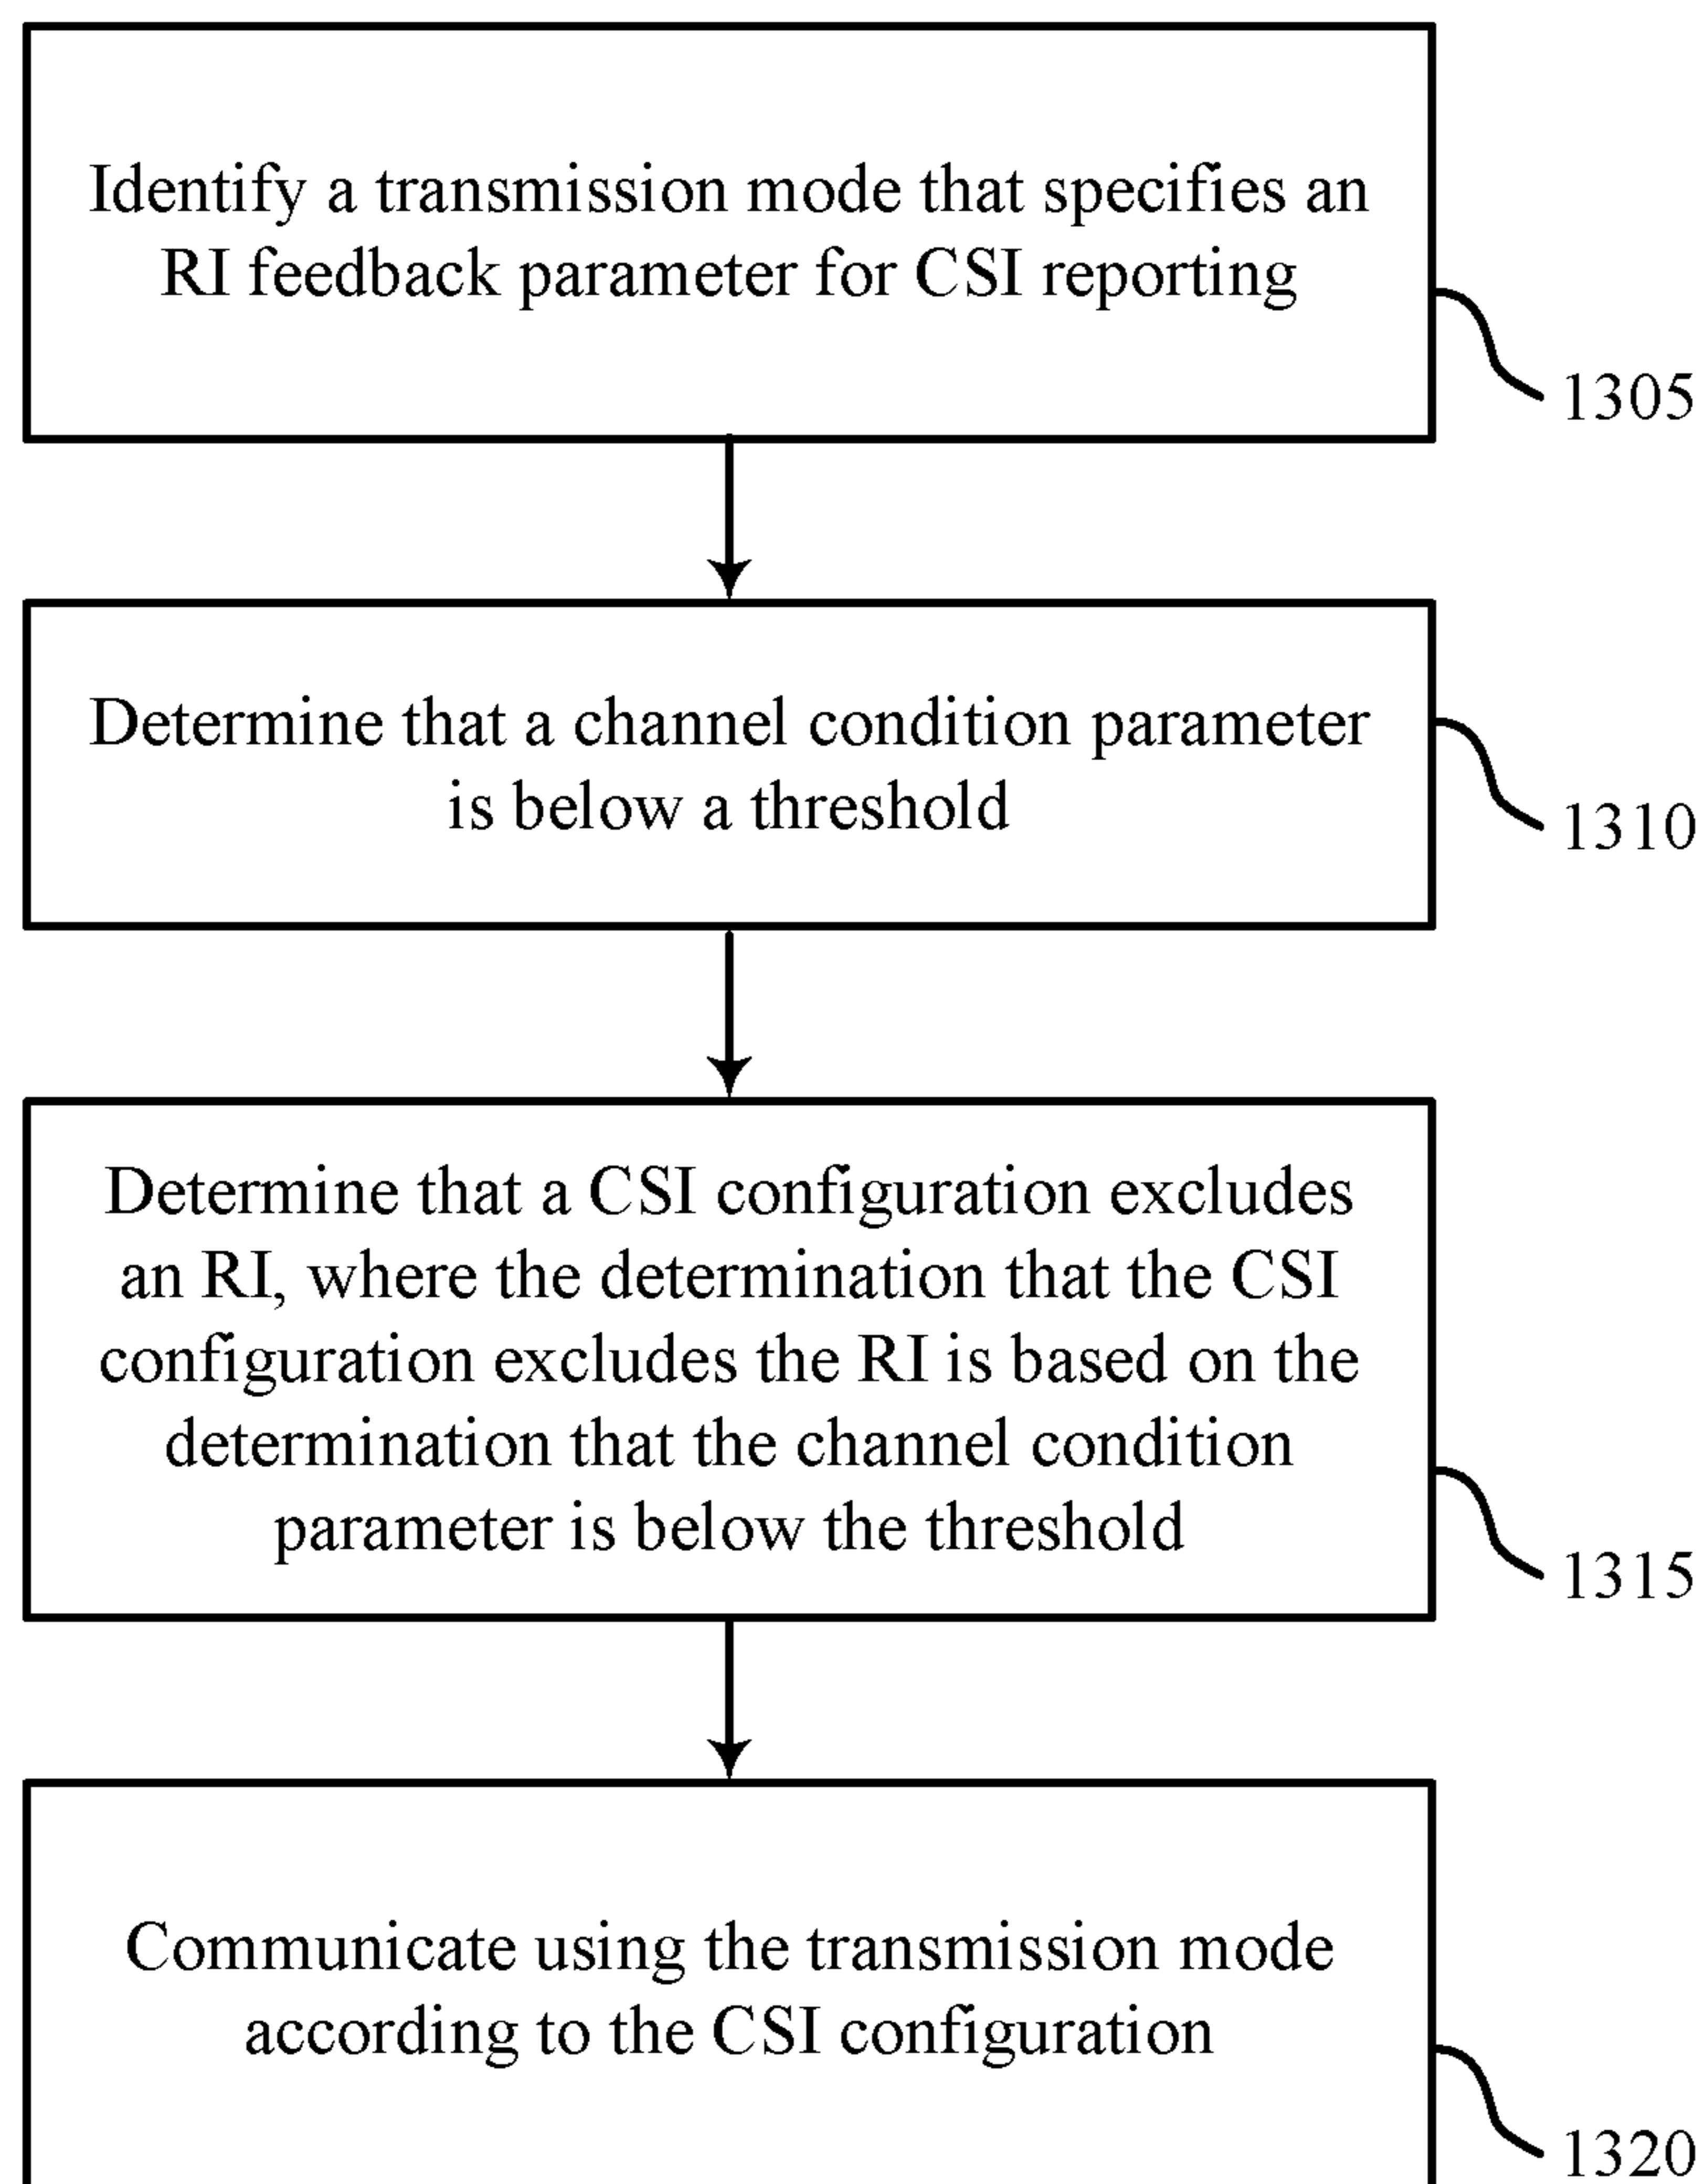 Identify a transmission mode that specifies an
RI feedback parameter for CSI reporting
1305
Determine that a channel condition parameter
is below a threshold
1310
Determine that a CSI configuration excludes
an RI, where the determination that the CSI
configuration excludes the RI is based on the
determination that the channel condition
parameter is below the threshold
1315
Communicate using the transmission mode
according to the CSI configuration
1320